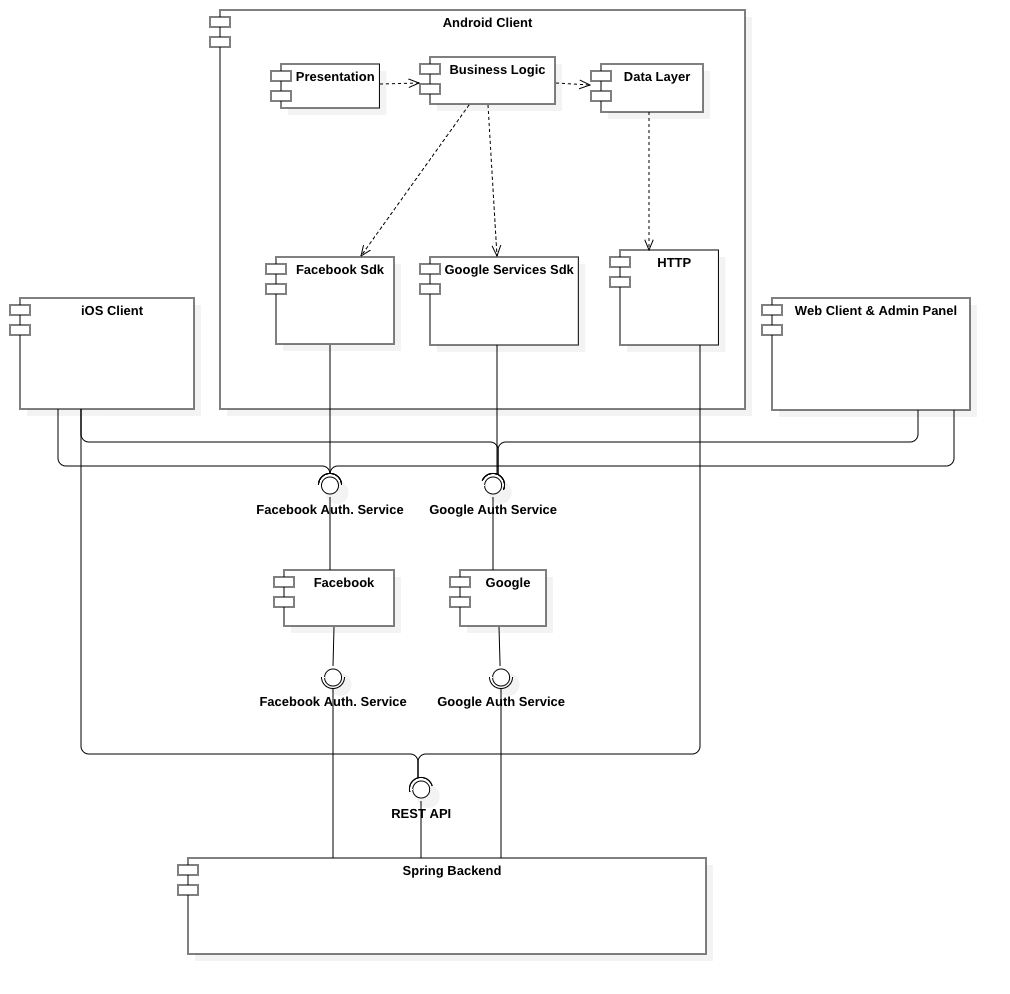 Android Client
Presentation
Business Logic
Data Layer
Facebook Sdk
Google Services Sdk
HTTP
iOS Client
Web Client & Admin Panel
Facebook Auth. Service
Google Auth Service
Facebook
Google
Facebook Auth. Service
Google Auth Service
REST API
Spring Backend